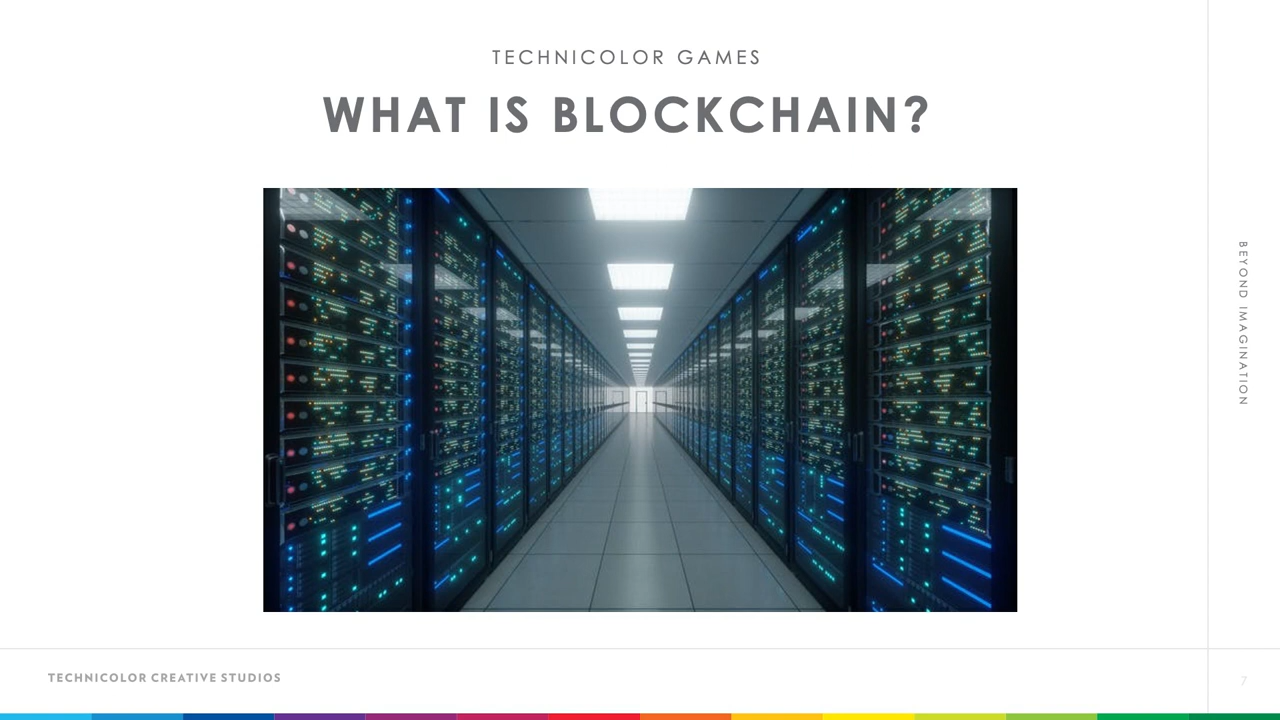 TECHNICOLOR GAMES
WHAT IS BLOCKCHAIN?
BEYOND IMAGINATION
TECHNICOLOR CREATIVE STUDIOS
7